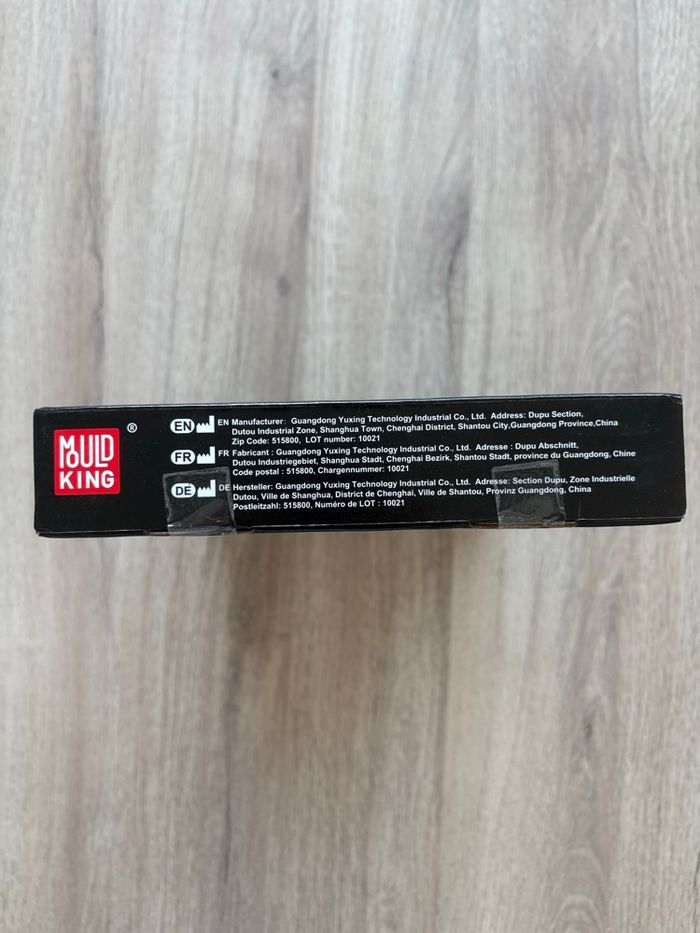 MOULD
KING
®
EN EN Manufacturer: Guangdong Yuxing Technology Industrial Co., Ltd. Address: Dupu Section,
Dutou Industrial Zone, Shanghua Town, Chenghai District, Shantou City,Guangdong Province,China
Zip Code: 515800, LOT number: 10021
FR FR Fabricant : Guangdong Yuxing Technology Industrial Co., Ltd. Adresse : Dupu Abschnitt,
Dutou Industriegebiet, Shanghua Stadt, Chenghai Bezirk, Shantou Stadt, province du Guangdong, Chine
Code postal : 515800, Chargennummer: 10021
DE DE Hersteller: Guangdong Yuxing Technology Industrial Co., Ltd. Adresse: Section Dupu, Zone Industrielle
Dutou, Ville de Shanghua, District de Chenghai, Ville de Shantou, Provinz Guangdong, China
Postleitzahl: 515800, Numéro de LOT : 10021